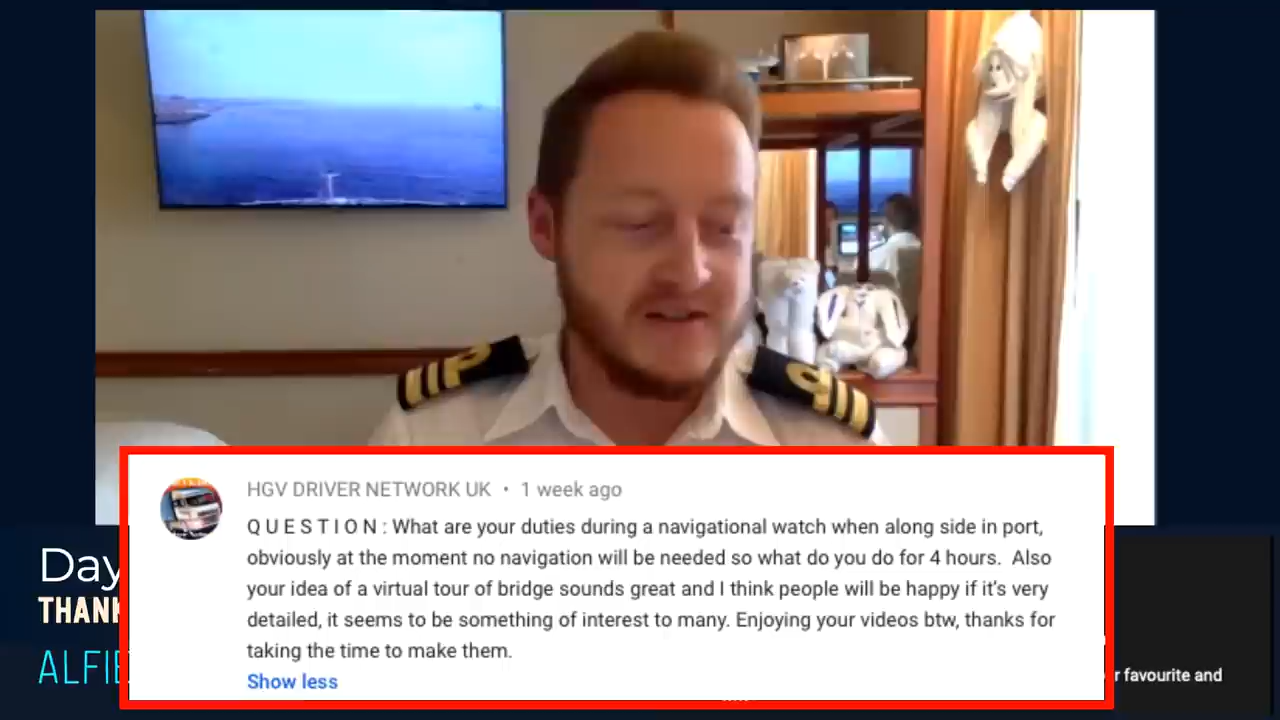 HGV DRIVER NETWORK UK • 1 week ago
Q U E S T I O N : What are your duties during a navigational watch when along side in port,
obviously at the moment no navigation will be needed so what do you do for 4 hours. Also
your idea of a virtual tour of bridge sounds great and I think people will be happy if it's very
detailed, it seems to be something of interest to many. Enjoying your videos btw, thanks for
taking the time to make them.
Show less
Day
THANK
ALFIE
r favourite and